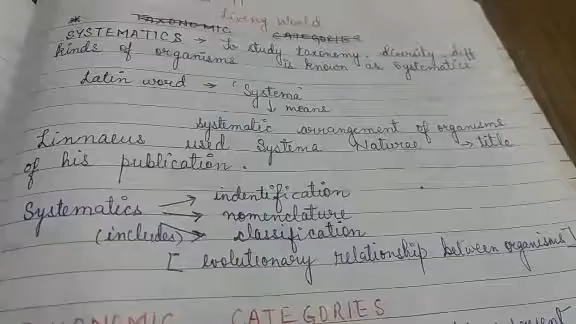 Living World
* TAXONOMIC CATEGORIES
SYSTEMATICS → to study taxonomy, diversity, diff
kinds of organisms is known as systematics
Latin word → 'Systema
↓ means
systematic arrangement of organisms
Linnaeus used Systema Naturae → title
of his publication.
Systematics → indentification
→ nomenclature
(includes) → classification
[ evolutionary relationship between organisms ]
CATEGORIES